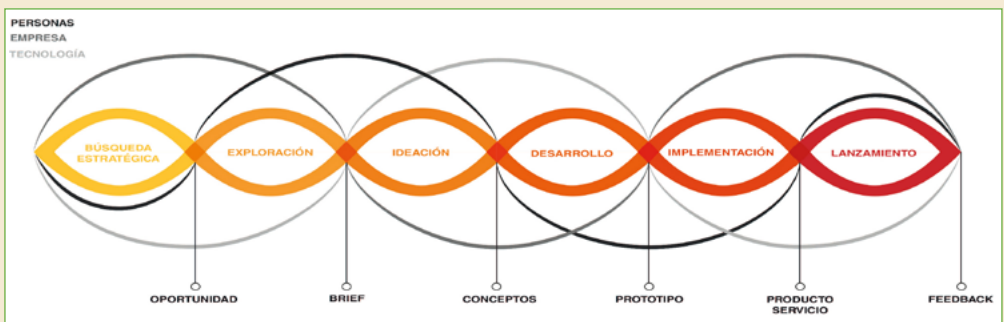 PERSONAS
EMPRESA
TECNOLOGÍA
BÚSQUEDA
ESTRATÉGICA
EXPLORACIÓN
IDEACIÓN
DESARROLLO
IMPLEMENTACIÓN
LANZAMIENTO
OPORTUNIDAD
BRIEF
CONCEPTOS
PROTOTIPO
PRODUCTO
SERVICIO
FEEDBACK